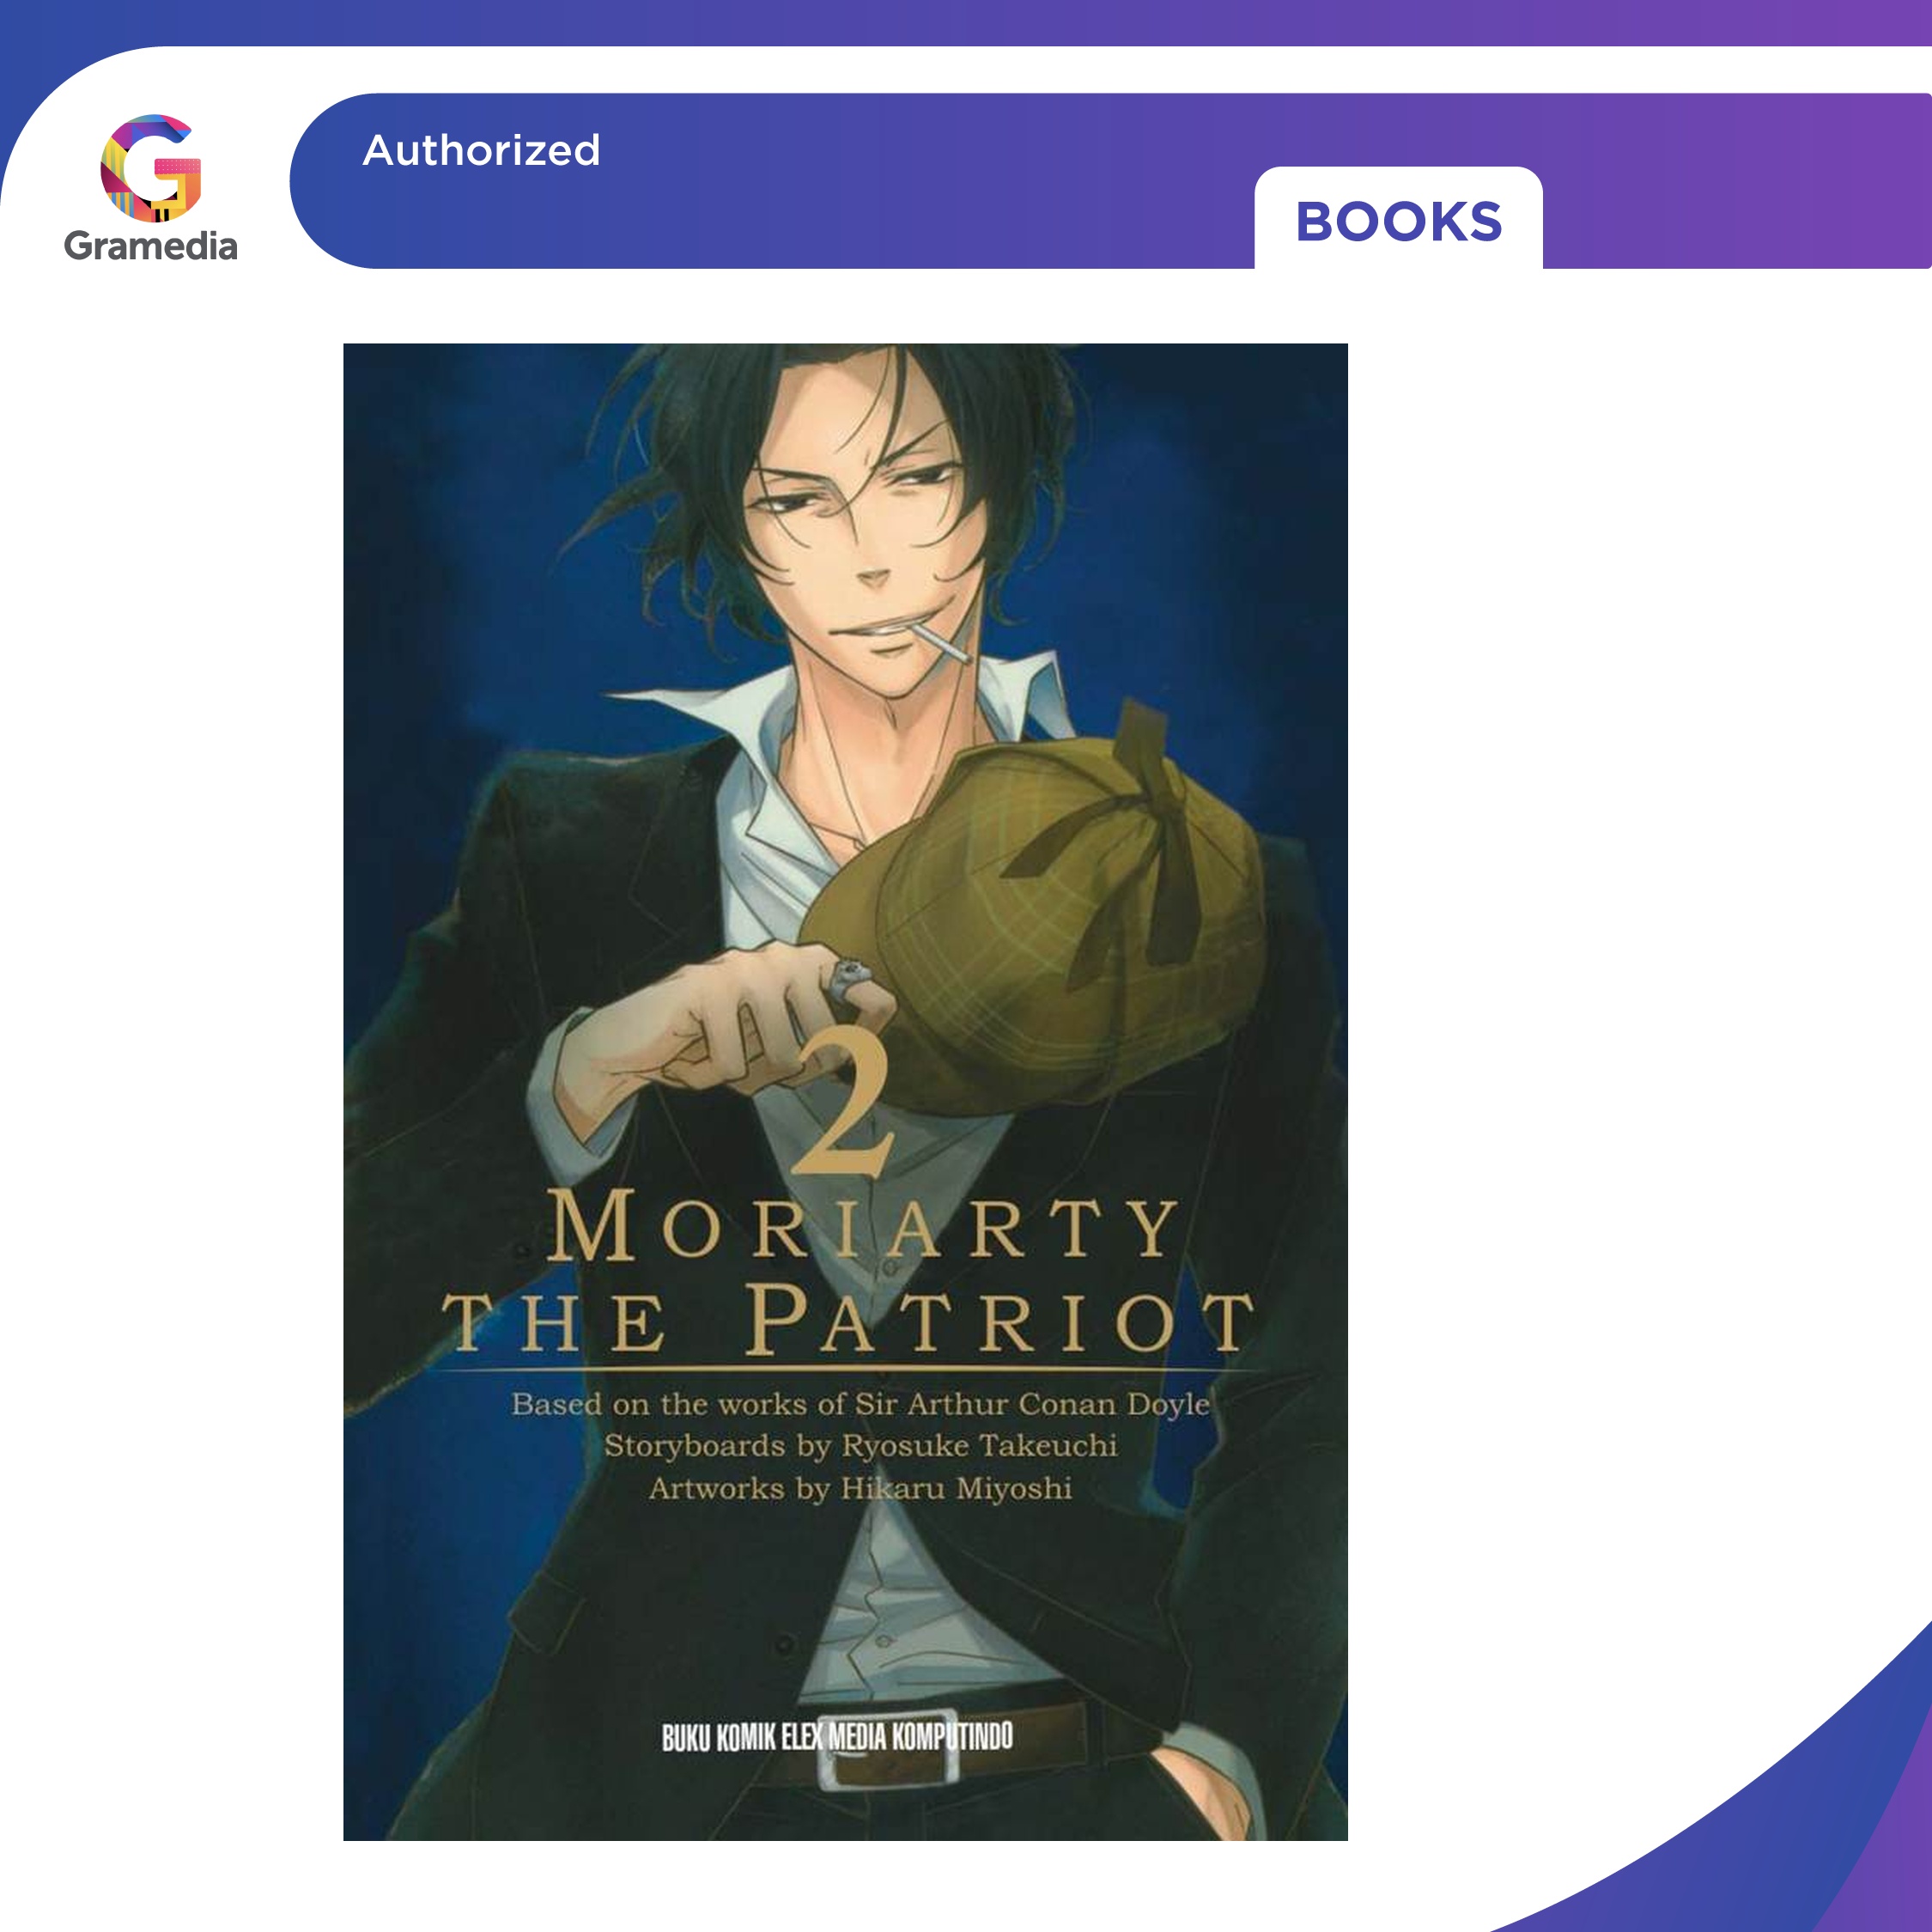 Gramedia
Authorized
BOOKS
2
MORIARTY
THE PATRIOT
Based on the works of Sir Arthur Conan Doyle
Storyboards by Ryosuke Takeuchi
Artworks by Hikaru Miyoshi
BUKU KOMIK ELEX MEDIA KOMPUTINDO